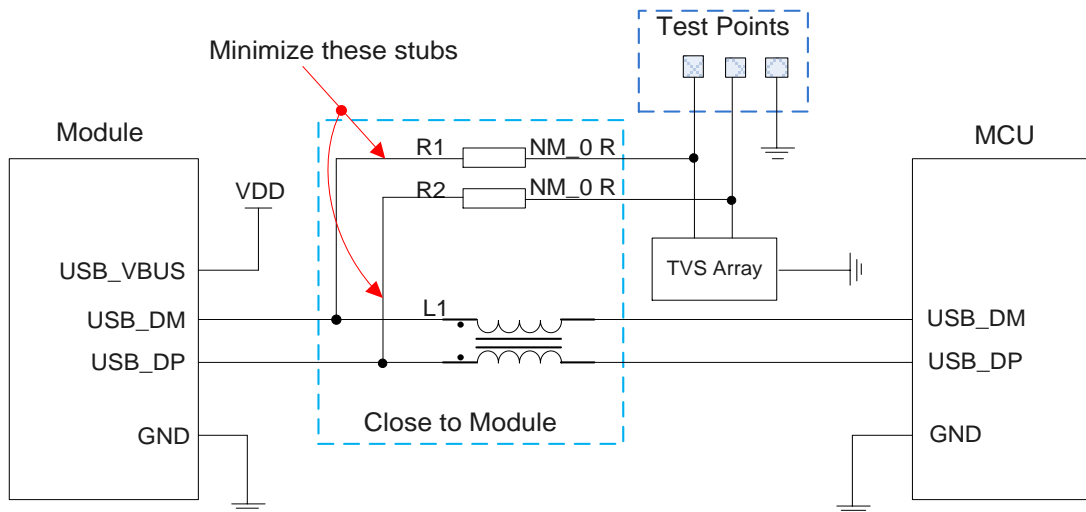 Test Points
Minimize these stubs
Module
MCU
R1
NM_0 R
R2
NM_0 R
VDD
TVS Array
USB_VBUS
USB_DM
L1
USB_DM
USB_DP
USB_DP
Close to Module
GND
GND